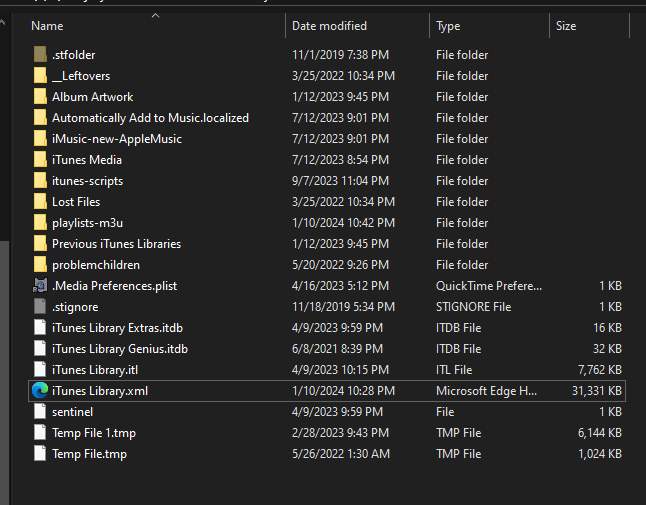 Name Date modified Type Size
.stfolder 11/1/2019 7:38 PM File folder
__Leftovers 3/25/2022 10:34 PM File folder
Album Artwork 1/12/2023 9:45 PM File folder
Automatically Add to Music.localized 7/12/2023 9:01 PM File folder
iMusic-new-AppleMusic 7/12/2023 9:01 PM File folder
iTunes Media 7/12/2023 8:54 PM File folder
itunes-scripts 9/7/2023 11:04 PM File folder
Lost Files 3/25/2022 10:34 PM File folder
playlists-m3u 1/10/2024 10:42 PM File folder
Previous iTunes Libraries 1/12/2023 9:45 PM File folder
problemchildren 5/20/2022 9:26 PM File folder
.Media Preferences.plist 4/16/2023 5:12 PM QuickTime Prefere... 1 KB
.stignore 11/18/2019 5:34 PM STIGNORE File 1 KB
iTunes Library Extras.itdb 4/9/2023 9:59 PM ITDB File 16 KB
iTunes Library Genius.itdb 6/8/2021 8:39 PM ITDB File 32 KB
iTunes Library.itl 4/9/2023 10:15 PM ITL File 7,762 KB
iTunes Library.xml 1/10/2024 10:28 PM Microsoft Edge H... 31,331 KB
sentinel 4/9/2023 9:59 PM File 1 KB
Temp File 1.tmp 2/28/2023 9:43 PM TMP File 6,144 KB
Temp File.tmp 5/26/2022 1:30 AM TMP File 1,024 KB